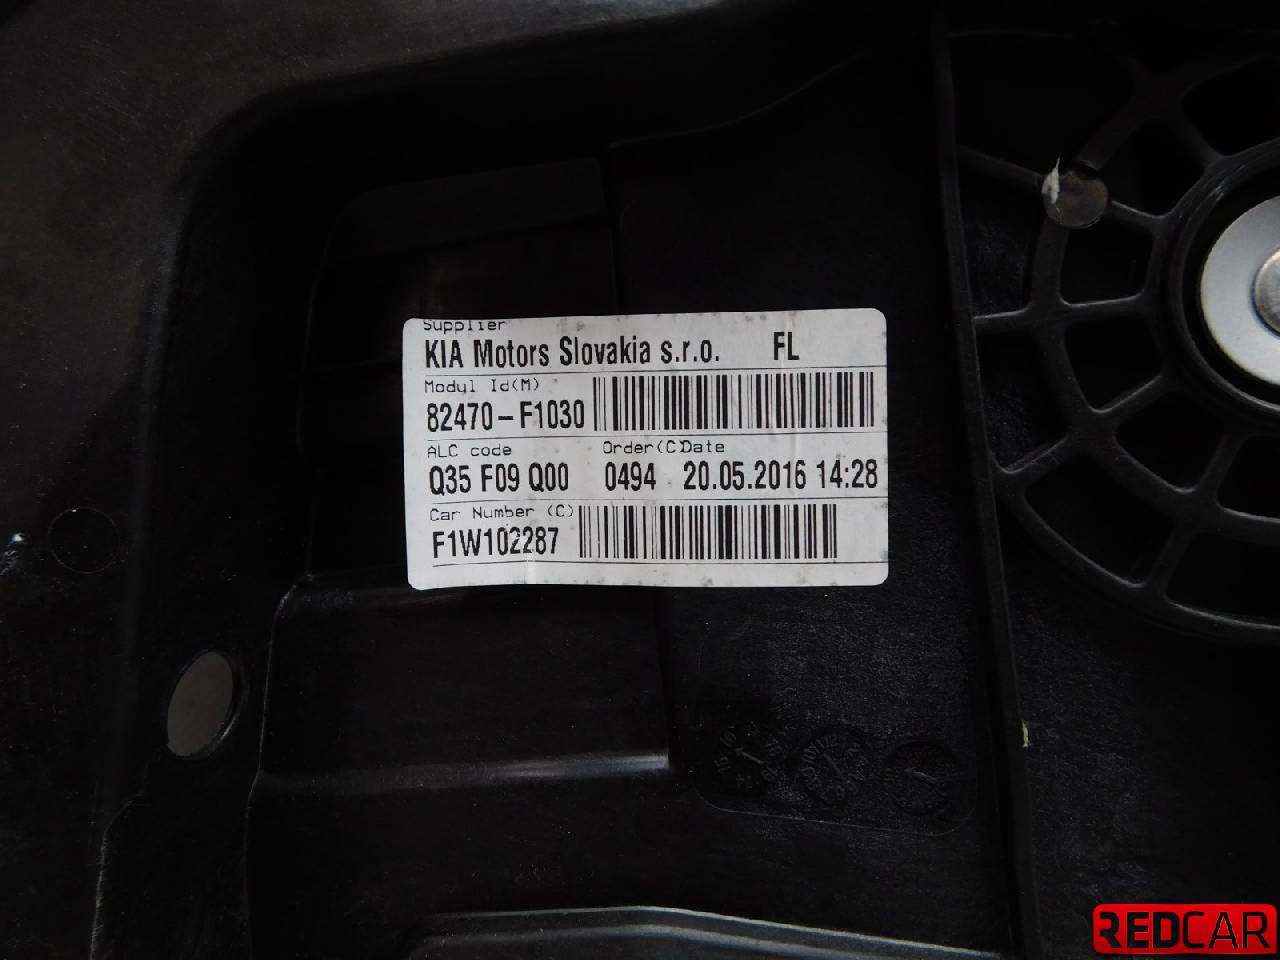 Supplier
KIA Motors Slovakia s.r.o. FL
Modyl Id(M)
82470-F1030
ALC code Order(C)Date
Q35 F09 Q00 0494 20.05.2016 14:28
Car Number (C)
F1W102287
REDCAR